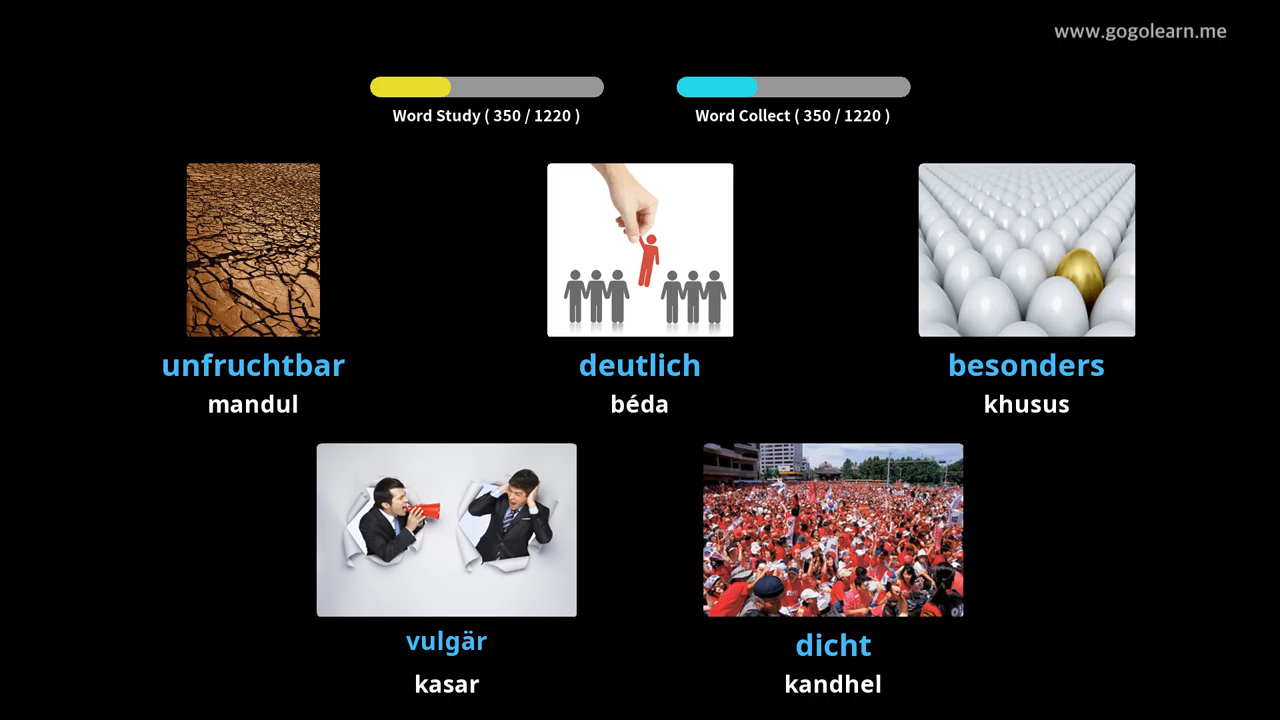 www.gogolearn.me
Word Study ( 350 / 1220 )
Word Collect ( 350 / 1220 )
unfruchtbar
mandul
deutlich
béda
besonders
khusus
vulgär
kasar
dicht
kandhel